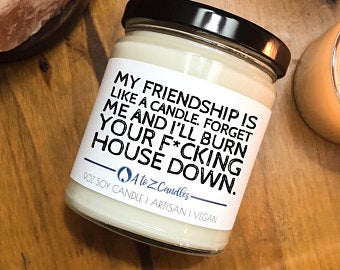 MY FRIENDSHIP IS
LIKE A CANDLE. FORGET
ME AND I'LL BURN
YOUR F*CKING
HOUSE DOWN.
A to Z Candles
9OZ SOY CANDLE | ARTISAN | VEGAN